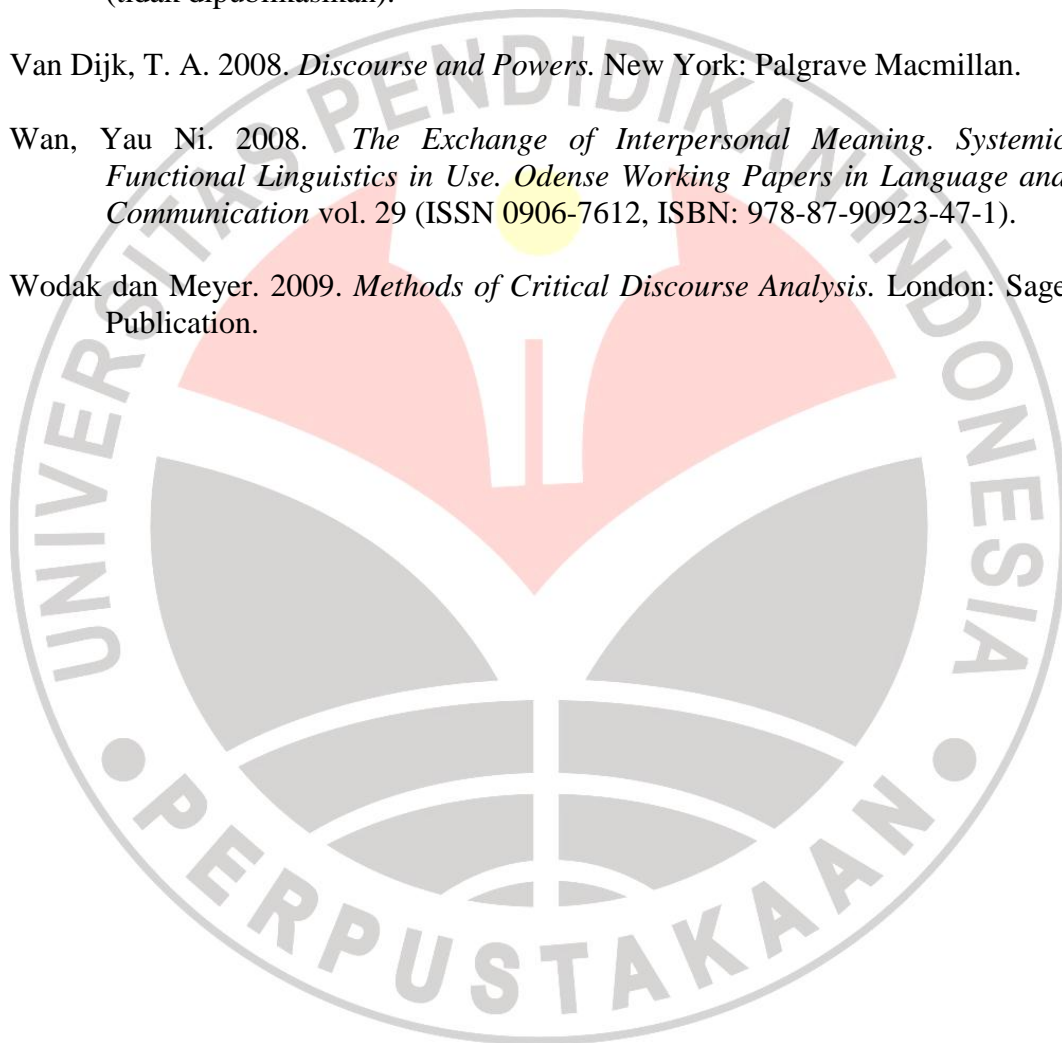 (tidak dipublikasikan).
Van Dijk, T. A. 2008. Discourse and Powers. New York: Palgrave Macmillan.
Wan, Yau Ni. 2008. The Exchange of Interpersonal Meaning. Systemic
Functional Linguistics in Use. Odense Working Papers in Language and
Communication vol. 29 (ISSN 0906-7612, ISBN: 978-87-90923-47-1).
Wodak dan Meyer. 2009. Methods of Critical Discourse Analysis. London: Sage
Publication.
UNIVERSITAS PENDIDIKAN INDONESIA
PERPUSTAKAAN